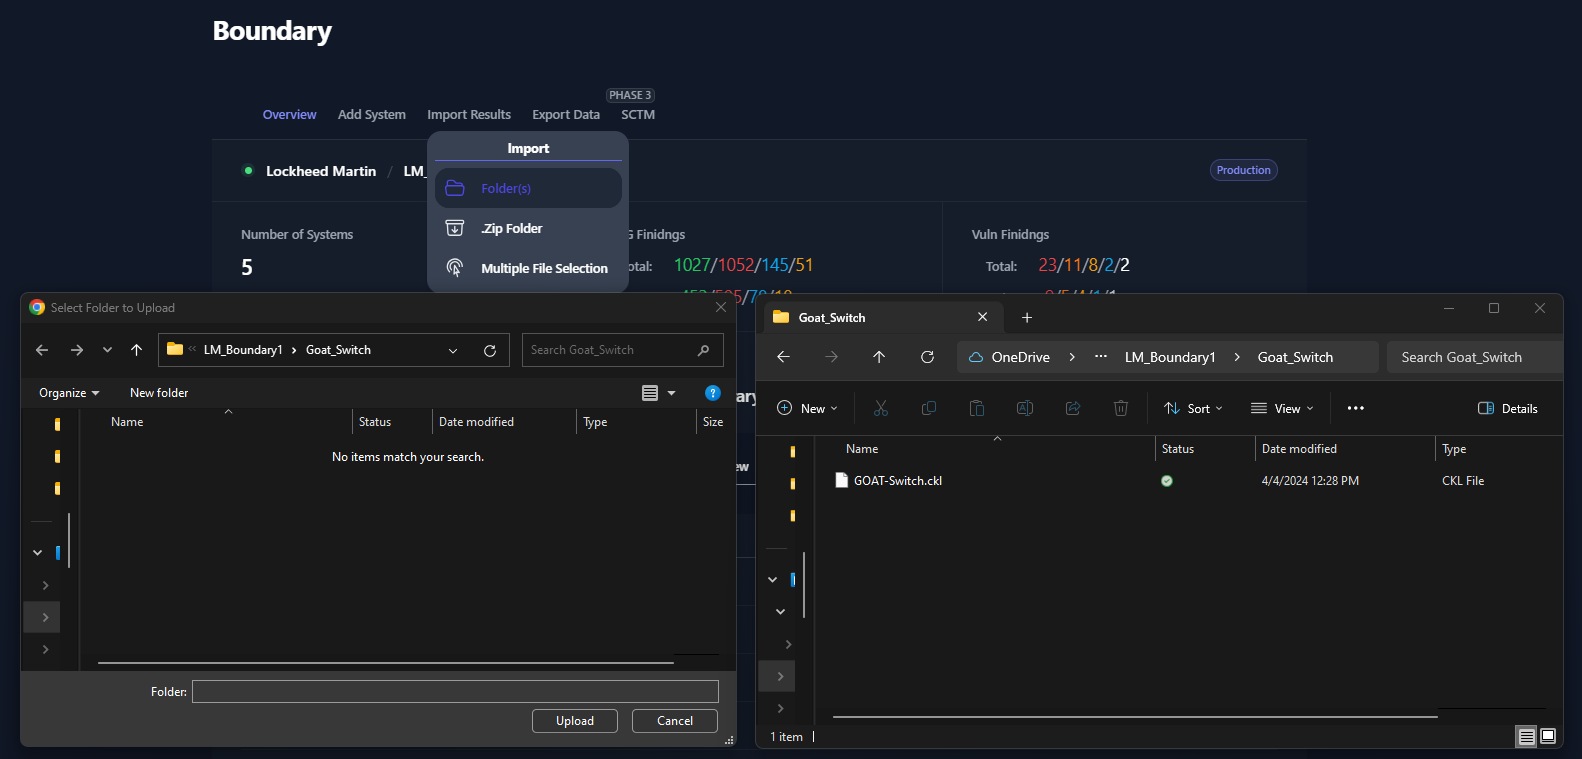 Boundary
PHASE 3
Overview Add System Import Results Export Data SCTM
Import
Lockheed Martin / LM_
Production
Folder(s)
.Zip Folder
Multiple File Selection
Number of Systems
5
G Finidngs
otal: 1027/1052/145/51
Vuln Finidngs
Total: 23/11/8/2/2
Select Folder to Upload
LM_Boundary1 > Goat_Switch
Search Goat_Switch
Organize New folder
Name Status Date modified Type Size
No items match your search.
Folder:
Upload Cancel
ary
ew
Goat_Switch
OneDrive > ... LM_Boundary1 > Goat_Switch
Search Goat_Switch
New Sort View ... Details
Name Status Date modified Type
GOAT-Switch.ckl 4/4/2024 12:28 PM CKL File
1 item